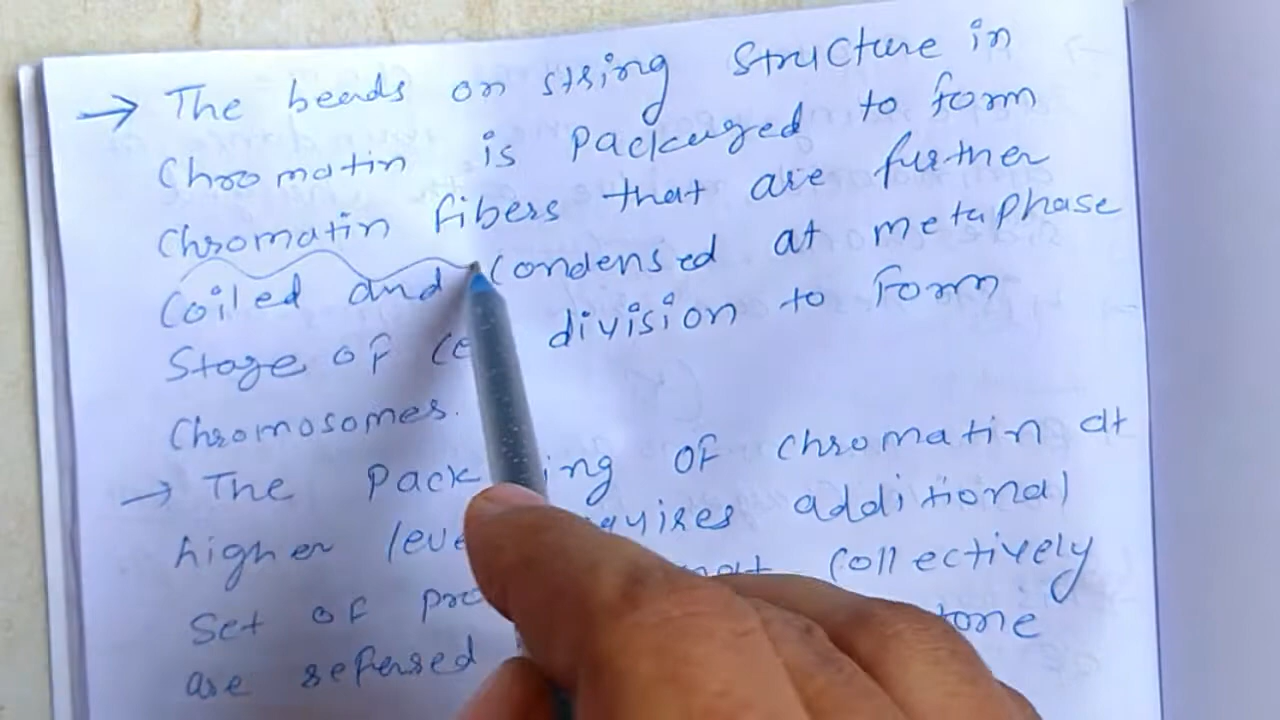 → The beads on string structure in
Chromatin is Packaged to form
Chromatin fibers that are further
Coiled and Condensed at metaphase
Stage of division to form
Chromosomes.
→ The Pack ing of chromatin at
higher additional
Set of collectively
are refersed